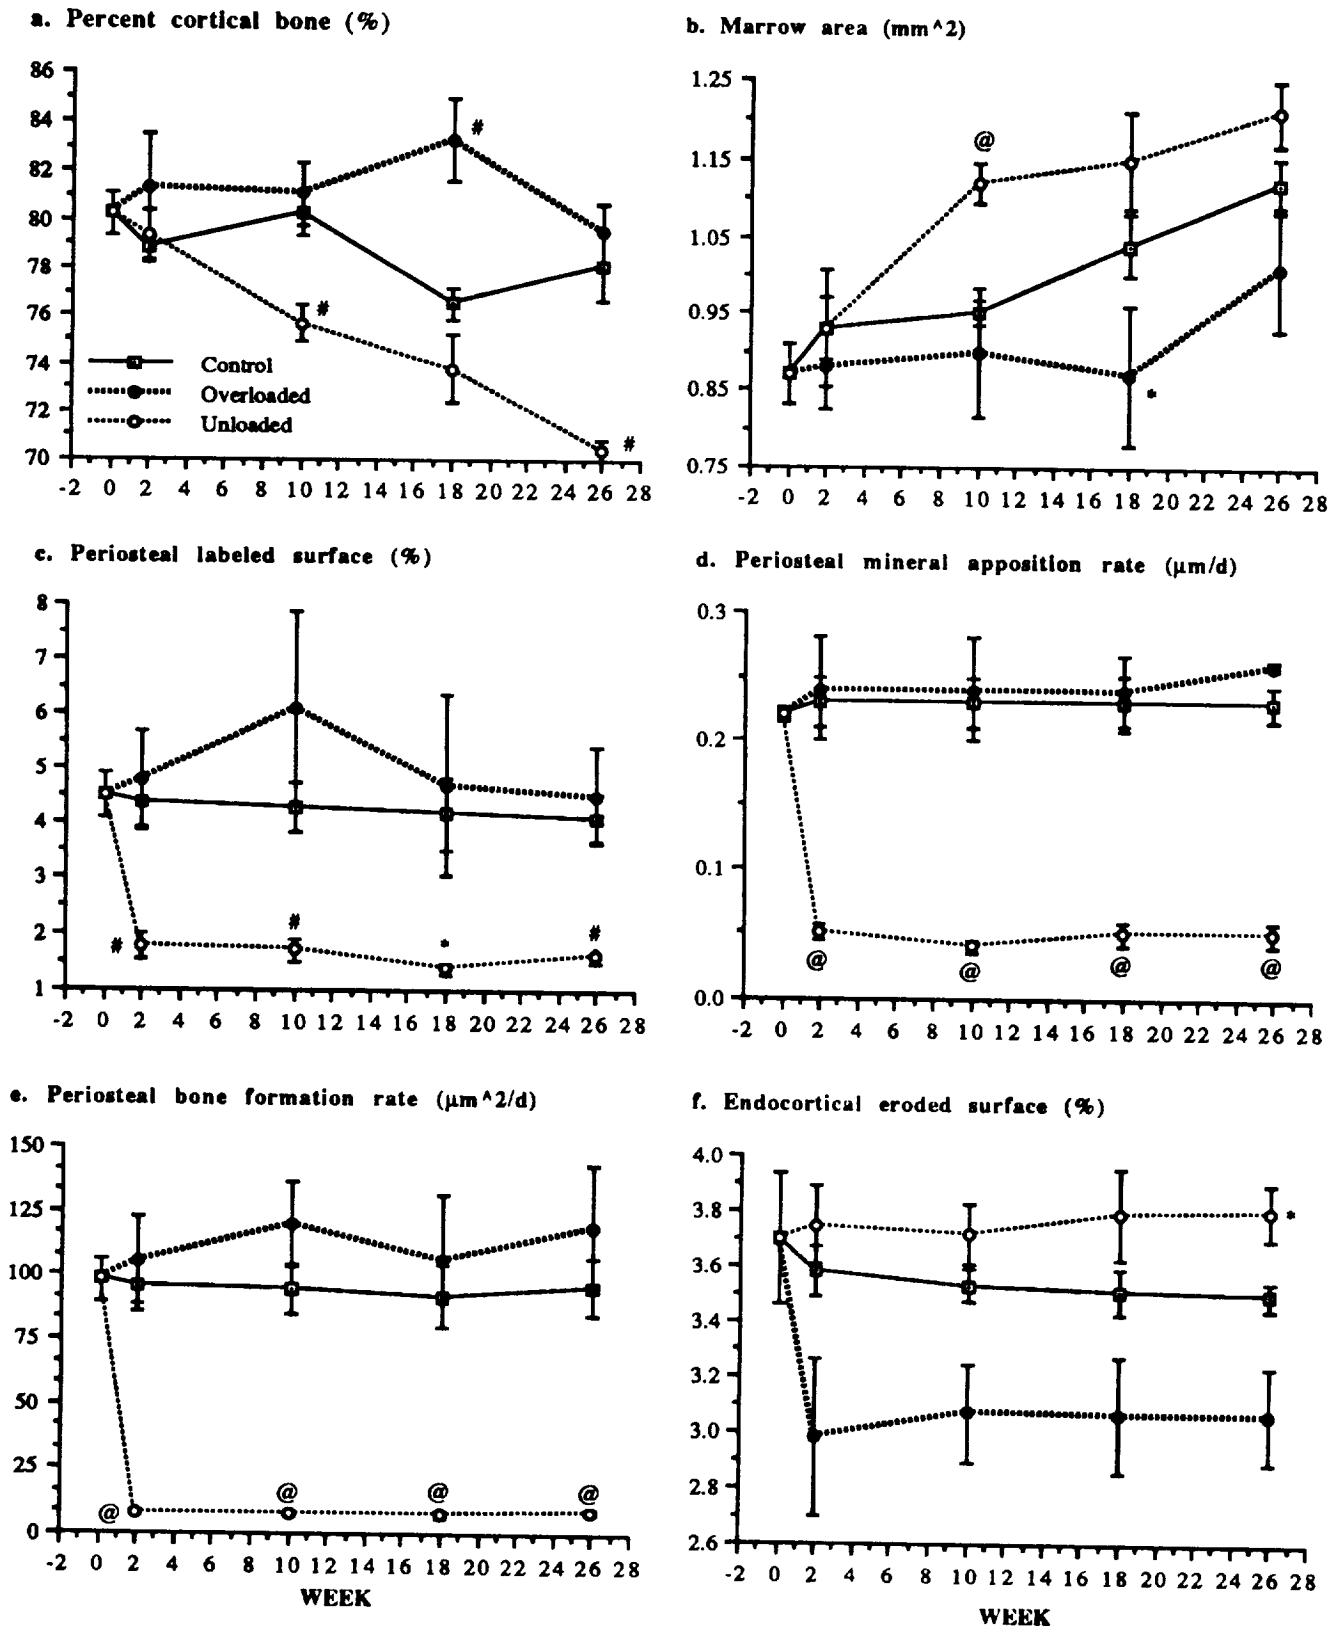 a. Percent cortical bone (%)
86
84
82
80
78
76
74
72
70
#
#
#
Control
Overloaded
Unloaded
-2 0 2 4 6 8 10 12 14 16 18 20 22 24 26 28
b. Marrow area (mm^2)
1.25
1.15
1.05
0.95
0.85
0.75
@
*
-2 0 2 4 6 8 10 12 14 16 18 20 22 24 26 28
c. Periosteal labeled surface (%)
8
7
6
5
4
3
2
1
# # * #
-2 0 2 4 6 8 10 12 14 16 18 20 22 24 26 28
d. Periosteal mineral apposition rate (μm/d)
0.3
0.2
0.1
0.0
@ @ @ @
-2 0 2 4 6 8 10 12 14 16 18 20 22 24 26 28
e. Periosteal bone formation rate (μm^2/d)
150
125
100
75
50
25
0
@ @ @ @
-2 0 2 4 6 8 10 12 14 16 18 20 22 24 26 28
WEEK
f. Endocortical eroded surface (%)
4.0
3.8
3.6
3.4
3.2
3.0
2.8
2.6
*
-2 0 2 4 6 8 10 12 14 16 18 20 22 24 26 28
WEEK